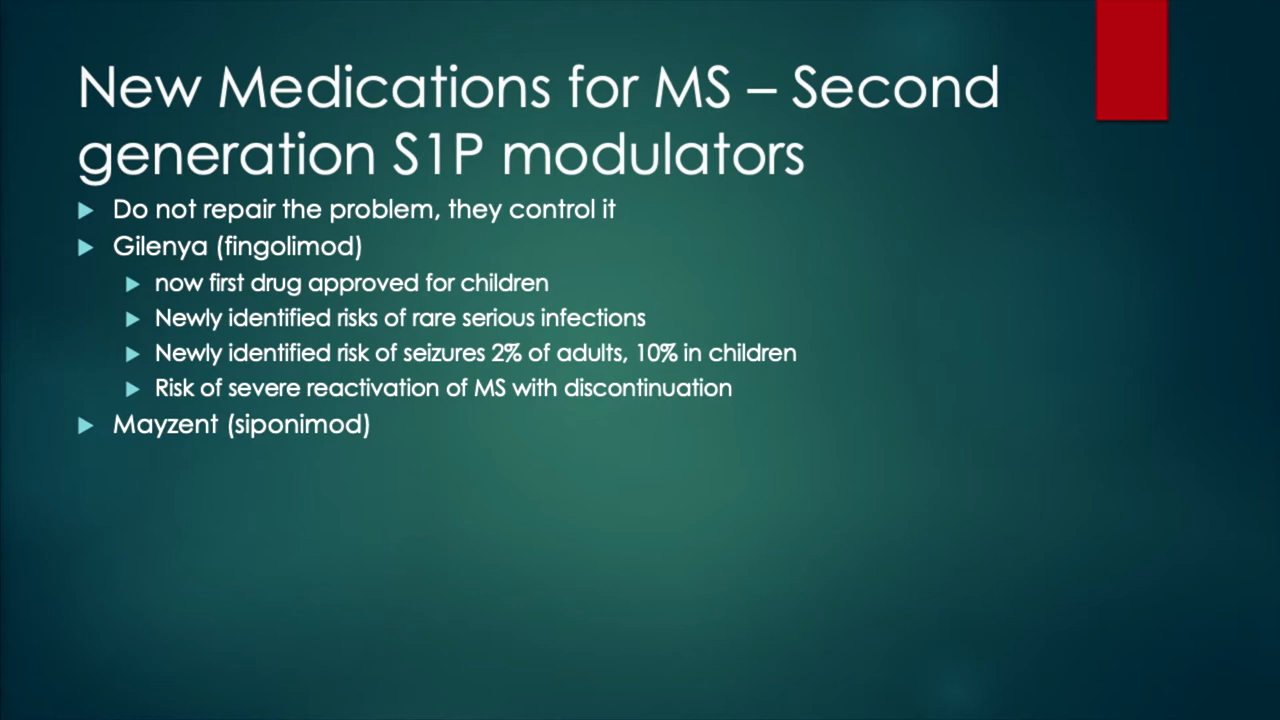 New Medications for MS – Second
generation S1P modulators
Do not repair the problem, they control it
Gilenya (fingolimod)
now first drug approved for children
Newly identified risks of rare serious infections
Newly identified risk of seizures 2% of adults, 10% in children
Risk of severe reactivation of MS with discontinuation
Mayzent (siponimod)